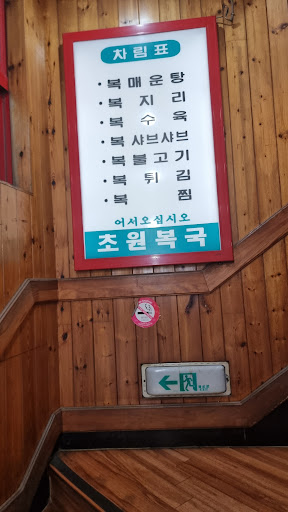 차림표
· 복매운탕
· 복지리
· 복수육
· 복샤브샤브
· 복불고기
· 복튀김
· 복찜
어서오십시오
초원복국